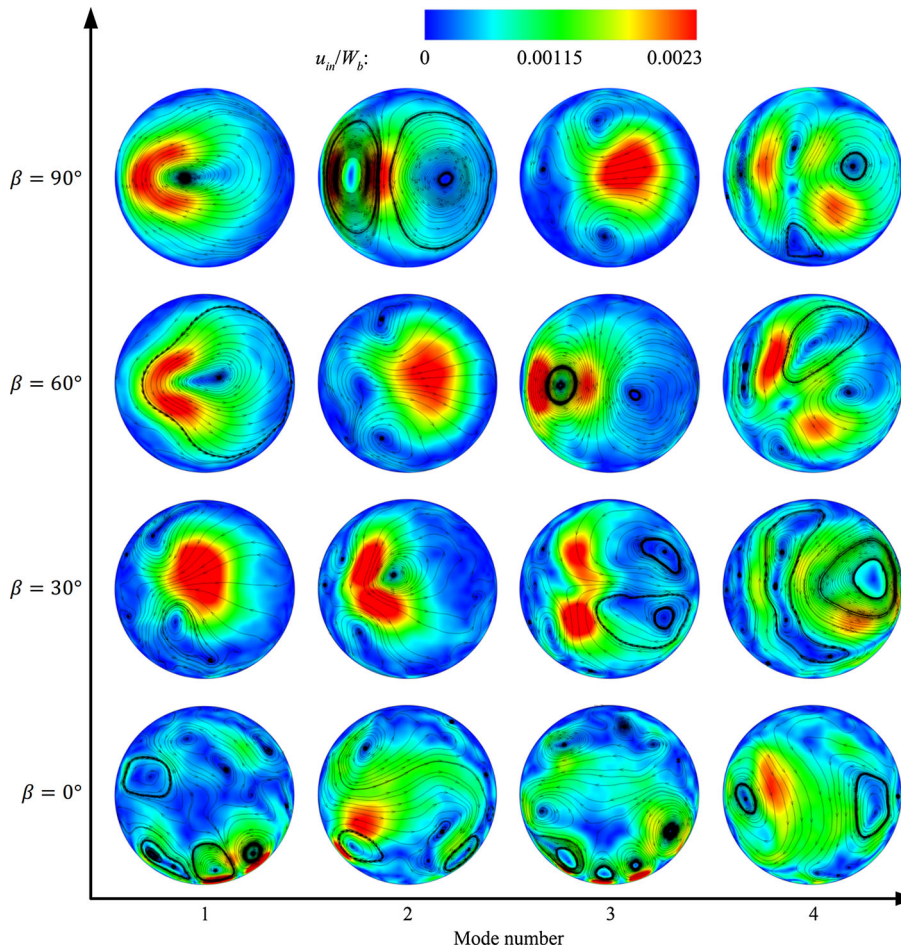 u_in/W_b: 0 0.00115 0.0023
β = 90°
β = 60°
β = 30°
β = 0°
1 2 3 4
Mode number